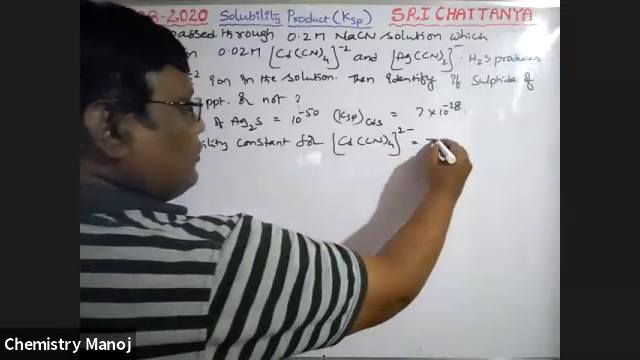 -2020 Solubility Product (Ksp) SRI CHATTANYA
passed through 0.2M NaCN solution which
0.02M [Cd(CN)4]-2 and [Ag(CN)2]-. H2S produces
-2 ion in the solution. Then identify if Sulphide of
ppt. or not ?
of Ag2S = 10-50 (Ksp)CdS = 7 x 10-28.
constant for [Cd(CN)4]2- =
Chemistry Manoj